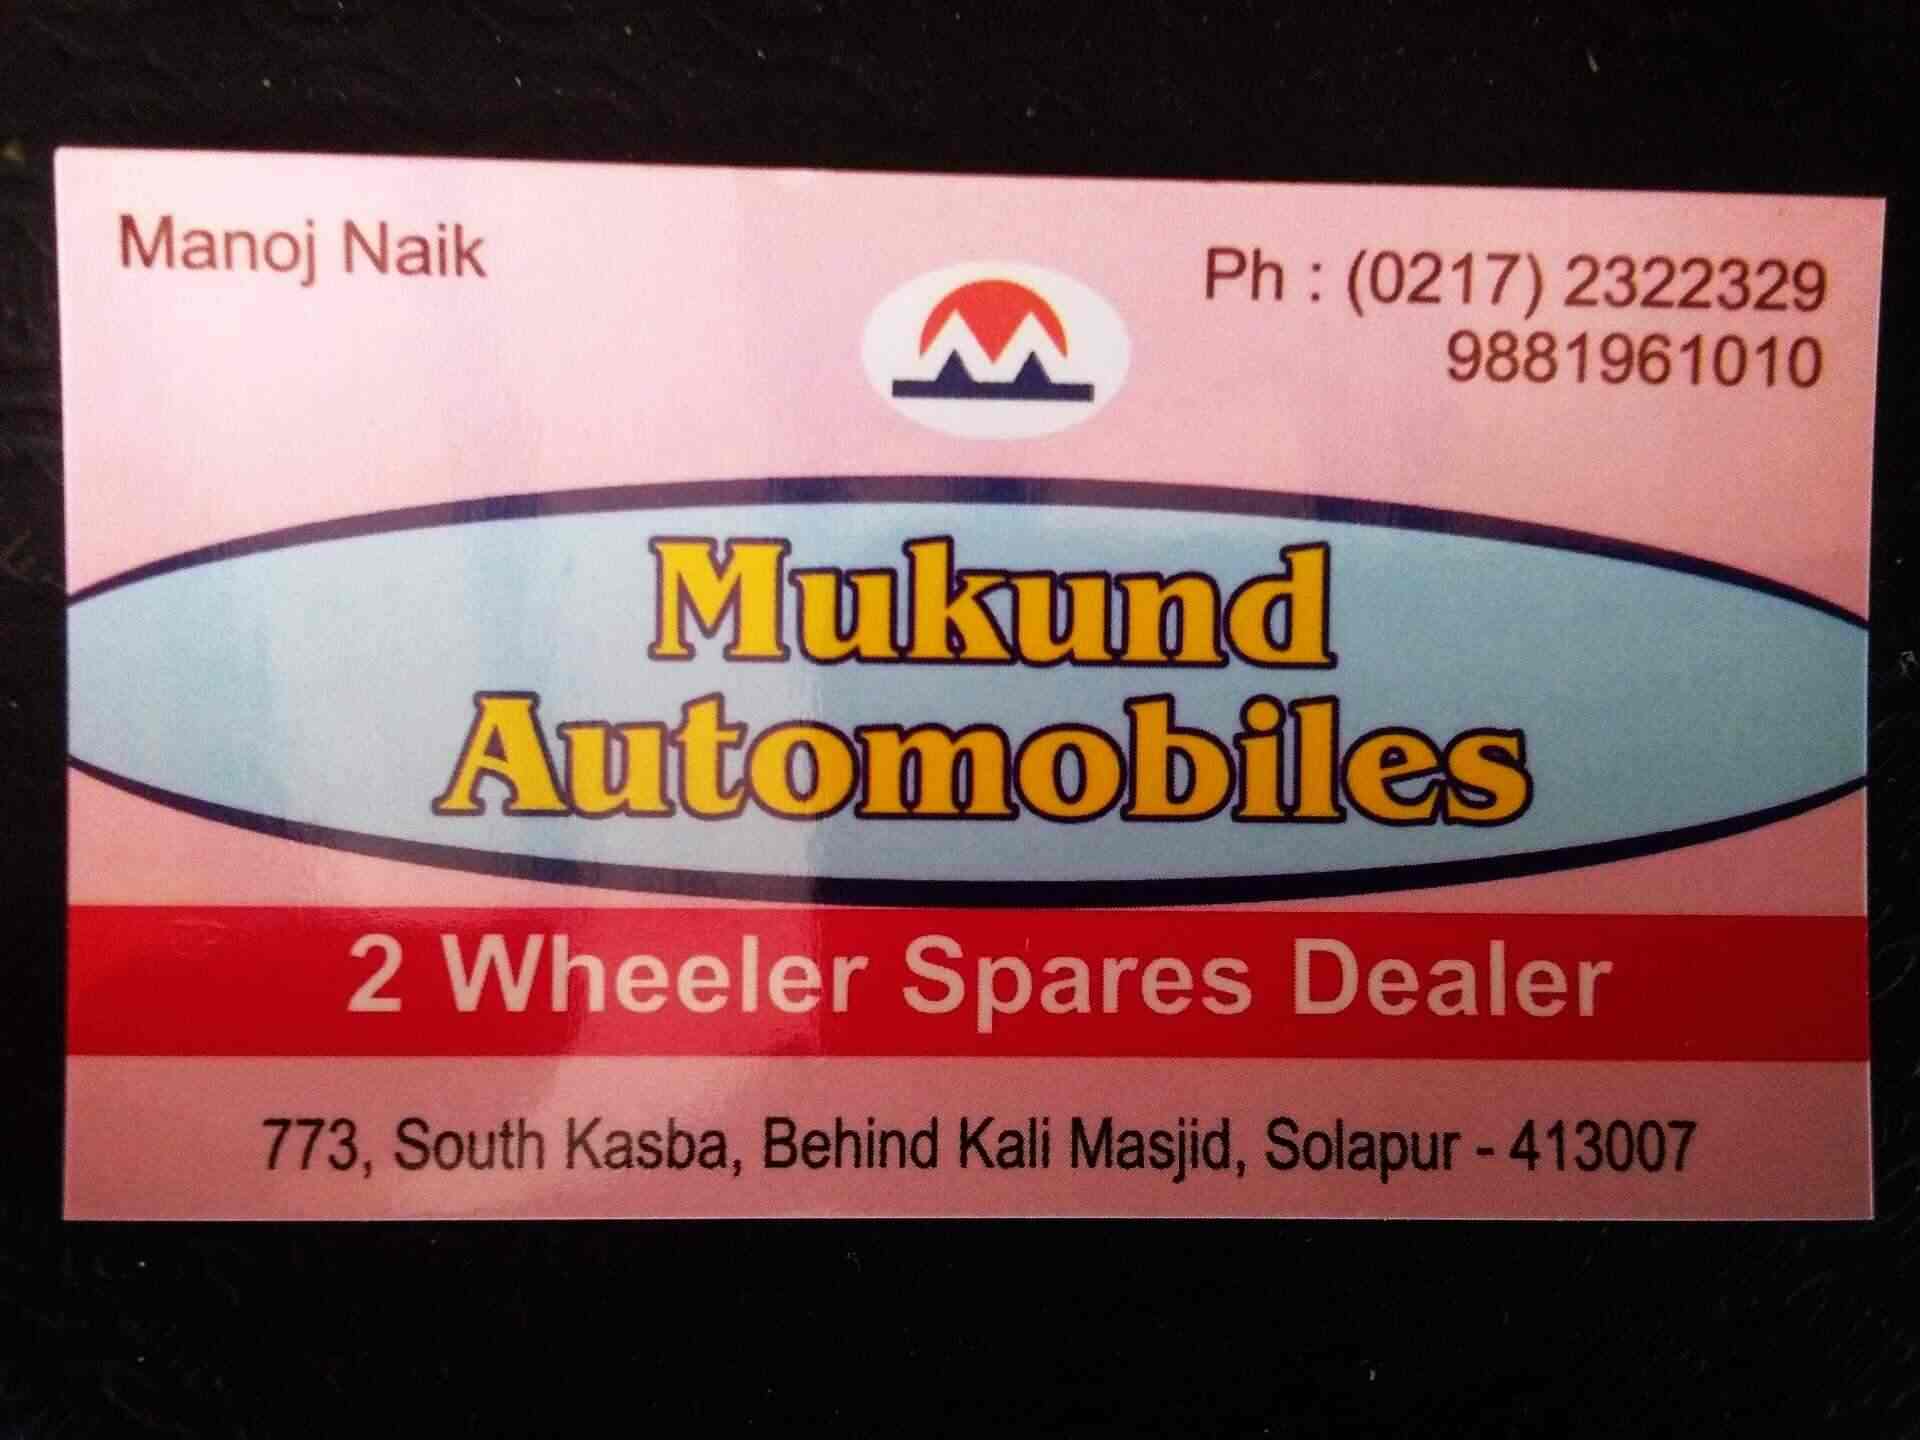 Manoj Naik
Ph : (0217) 2322329
9881961010
Mukund
Automobiles
2 Wheeler Spares Dealer
773, South Kasba, Behind Kali Masjid, Solapur - 413007